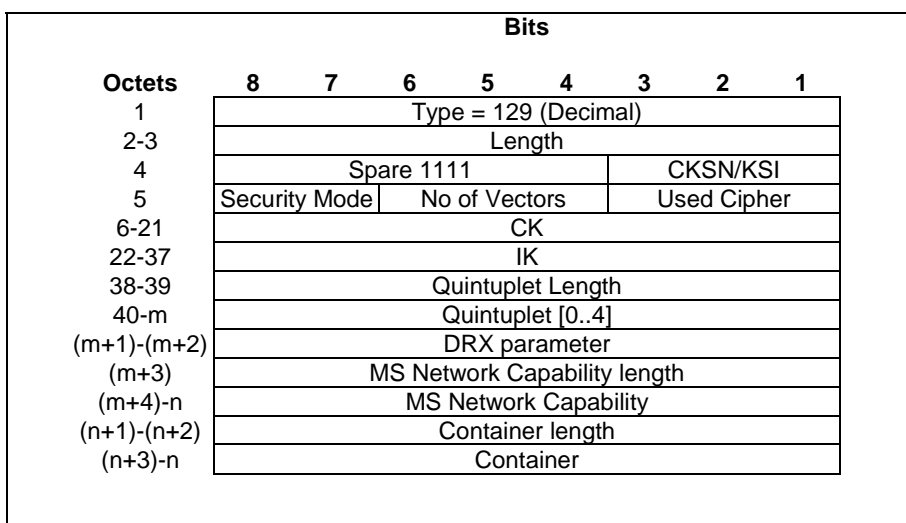 Bits
Octets 8 7 6 5 4 3 2 1
1 Type = 129 (Decimal)
2-3 Length
4 Spare 1111 CKSN/KSI
5 Security Mode No of Vectors Used Cipher
6-21 CK
22-37 IK
38-39 Quintuplet Length
40-m Quintuplet [0..4]
(m+1)-(m+2) DRX parameter
(m+3) MS Network Capability length
(m+4)-n MS Network Capability
(n+1)-(n+2) Container length
(n+3)-n Container